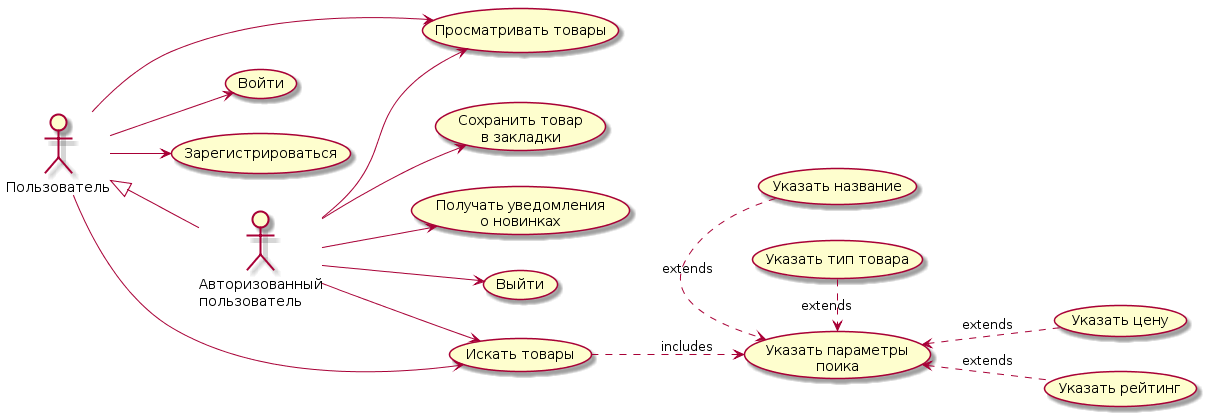 Просматривать товары
Войти
Сохранить товар
в закладки
Зарегистрироваться
Пользователь
Указать название
Получать уведомления
о новинках
Указать тип товара
extends
Авторизованный
пользователь
Выйти
extends
Указать цену
extends
Искать товары
includes
Указать параметры
поика
extends
Указать рейтинг